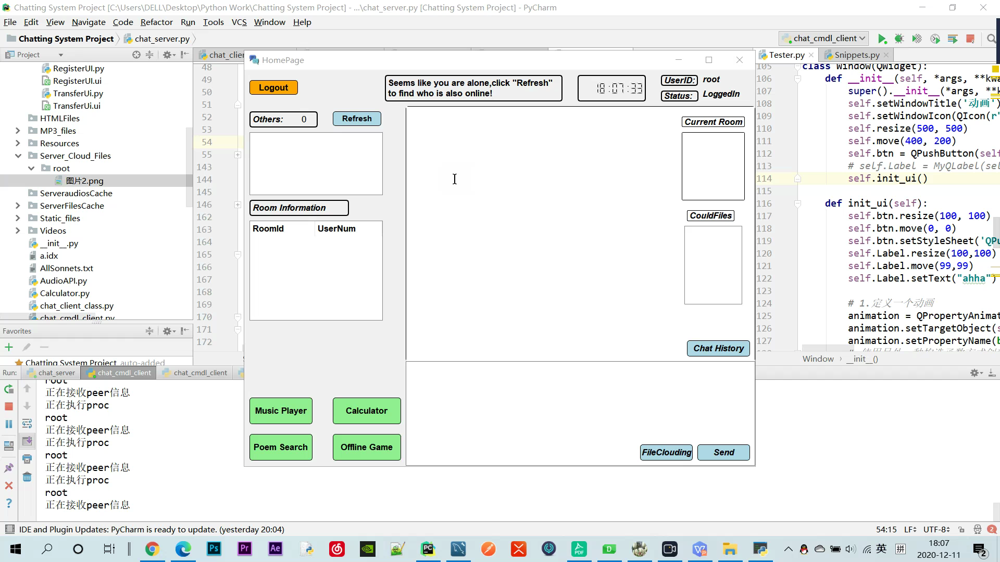 Chatting System Project [C:\Users\DELL\Desktop\Python Work\Chatting System Project] - ...\chat_server.py [Chatting System Project] - PyCharm
File Edit View Navigate Code Refactor Run Tools VCS Window Help
Chatting System Project chat_server.py
chat_cmdl_client
Project
RegisterUI.py
RegisterUI.ui
TransferUi.py
TransferUi.ui
HTMLFiles
MP3_files
Resources
Server_Cloud_Files
root
图片2.png
ServeraudiosCache
ServerFilesCache
Static_files
Videos
__init__.py
a.idx
AllSonnets.txt
AudioAPI.py
Calculator.py
chat_client_class.py
chat_cmdl_client.py
Favorites
Chatting System Project auto-added
chat_clie
48
49
50
51
52
53
54
55
143
144
145
146
162
163
164
165
166
167
168
169
170
171
172
HomePage
Logout
Seems like you are alone,click "Refresh"
to find who is also online!
18:07:33
UserID: root
Status: LoggedIn
Others: 0
Refresh
Room Information
RoomId UserNum
Current Room
CouldFiles
Chat History
Music Player
Calculator
Poem Search
Offline Game
FileClouding
Send
Tester.py Snippets.py
105 class Window(QWidget):
106 def __init__(self, *args, **kwa
107 super().__init__(*args, **k
108 self.setWindowTitle('动画')
109 self.setWindowIcon(QIcon(r'
110 self.resize(500, 500)
111 self.move(400, 200)
112 self.btn = QPushButton(self
113 # self.Label = MyQLabel(sel
114 self.init_ui()
115
116 def init_ui(self):
117 self.btn.resize(100, 100)
118 self.btn.move(0, 0)
119 self.btn.setStyleSheet('QPu
120 self.Label.resize(100,100)
121 self.Label.move(99,99)
122 self.Label.setText("ahha")
123
124 # 1.定义一个动画
125 animation = QPropertyAnimat
126 animation.setTargetObject(s
127 animation.setPropertyName(b
Window __init__()
Run: chat_server chat_cmdl_client chat_cmdl_client
root
正在接收peer信息
正在执行proc
root
正在接收peer信息
正在执行proc
root
正在接收peer信息
正在执行proc
root
正在接收peer信息
IDE and Plugin Updates: PyCharm is ready to update. (yesterday 20:04)
54:15 LF UTF-8 2
Ps Pr Ae PC PDF D
英 拼
18:07
2020-12-11
2